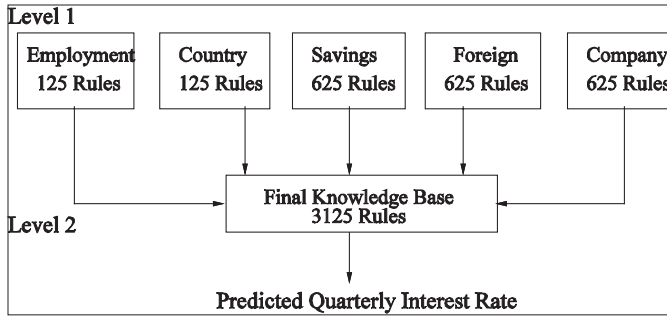 Level 1
Employment
125 Rules
Country
125 Rules
Savings
625 Rules
Foreign
625 Rules
Company
625 Rules
Final Knowledge Base
3125 Rules
Level 2
Predicted Quarterly Interest Rate